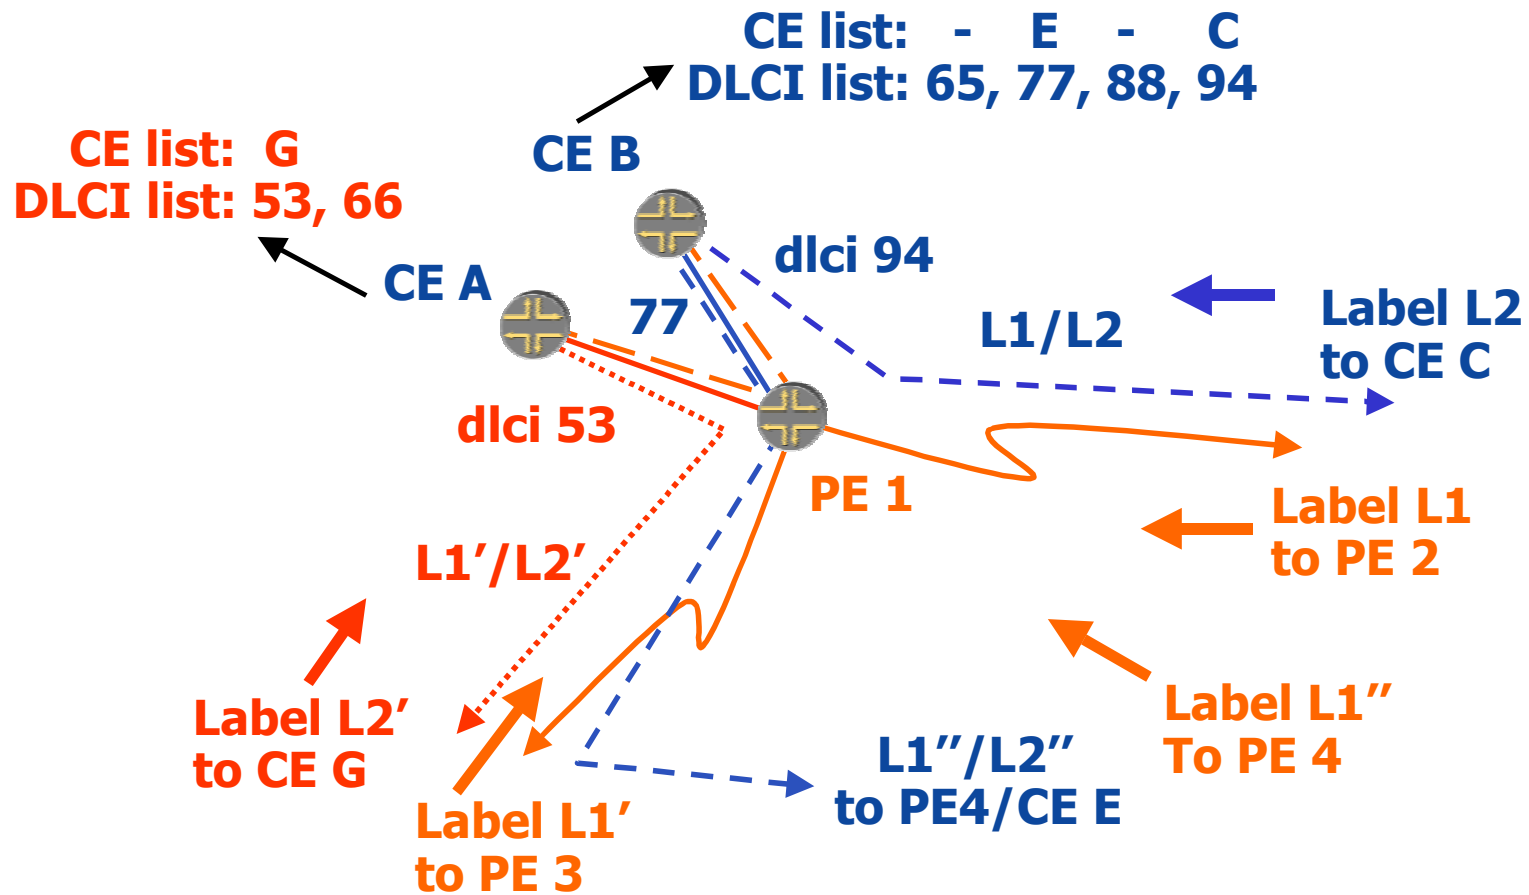 CE list: - E - C
DLCI list: 65, 77, 88, 94
CE list: G
DLCI list: 53, 66
CE B
CE A
dlci 94
77
L1/L2
Label L2
to CE C
dlci 53
PE 1
Label L1
to PE 2
L1′/L2′
Label L2′
to CE G
Label L1″
To PE 4
L1″/L2″
to PE4/CE E
Label L1′
to PE 3